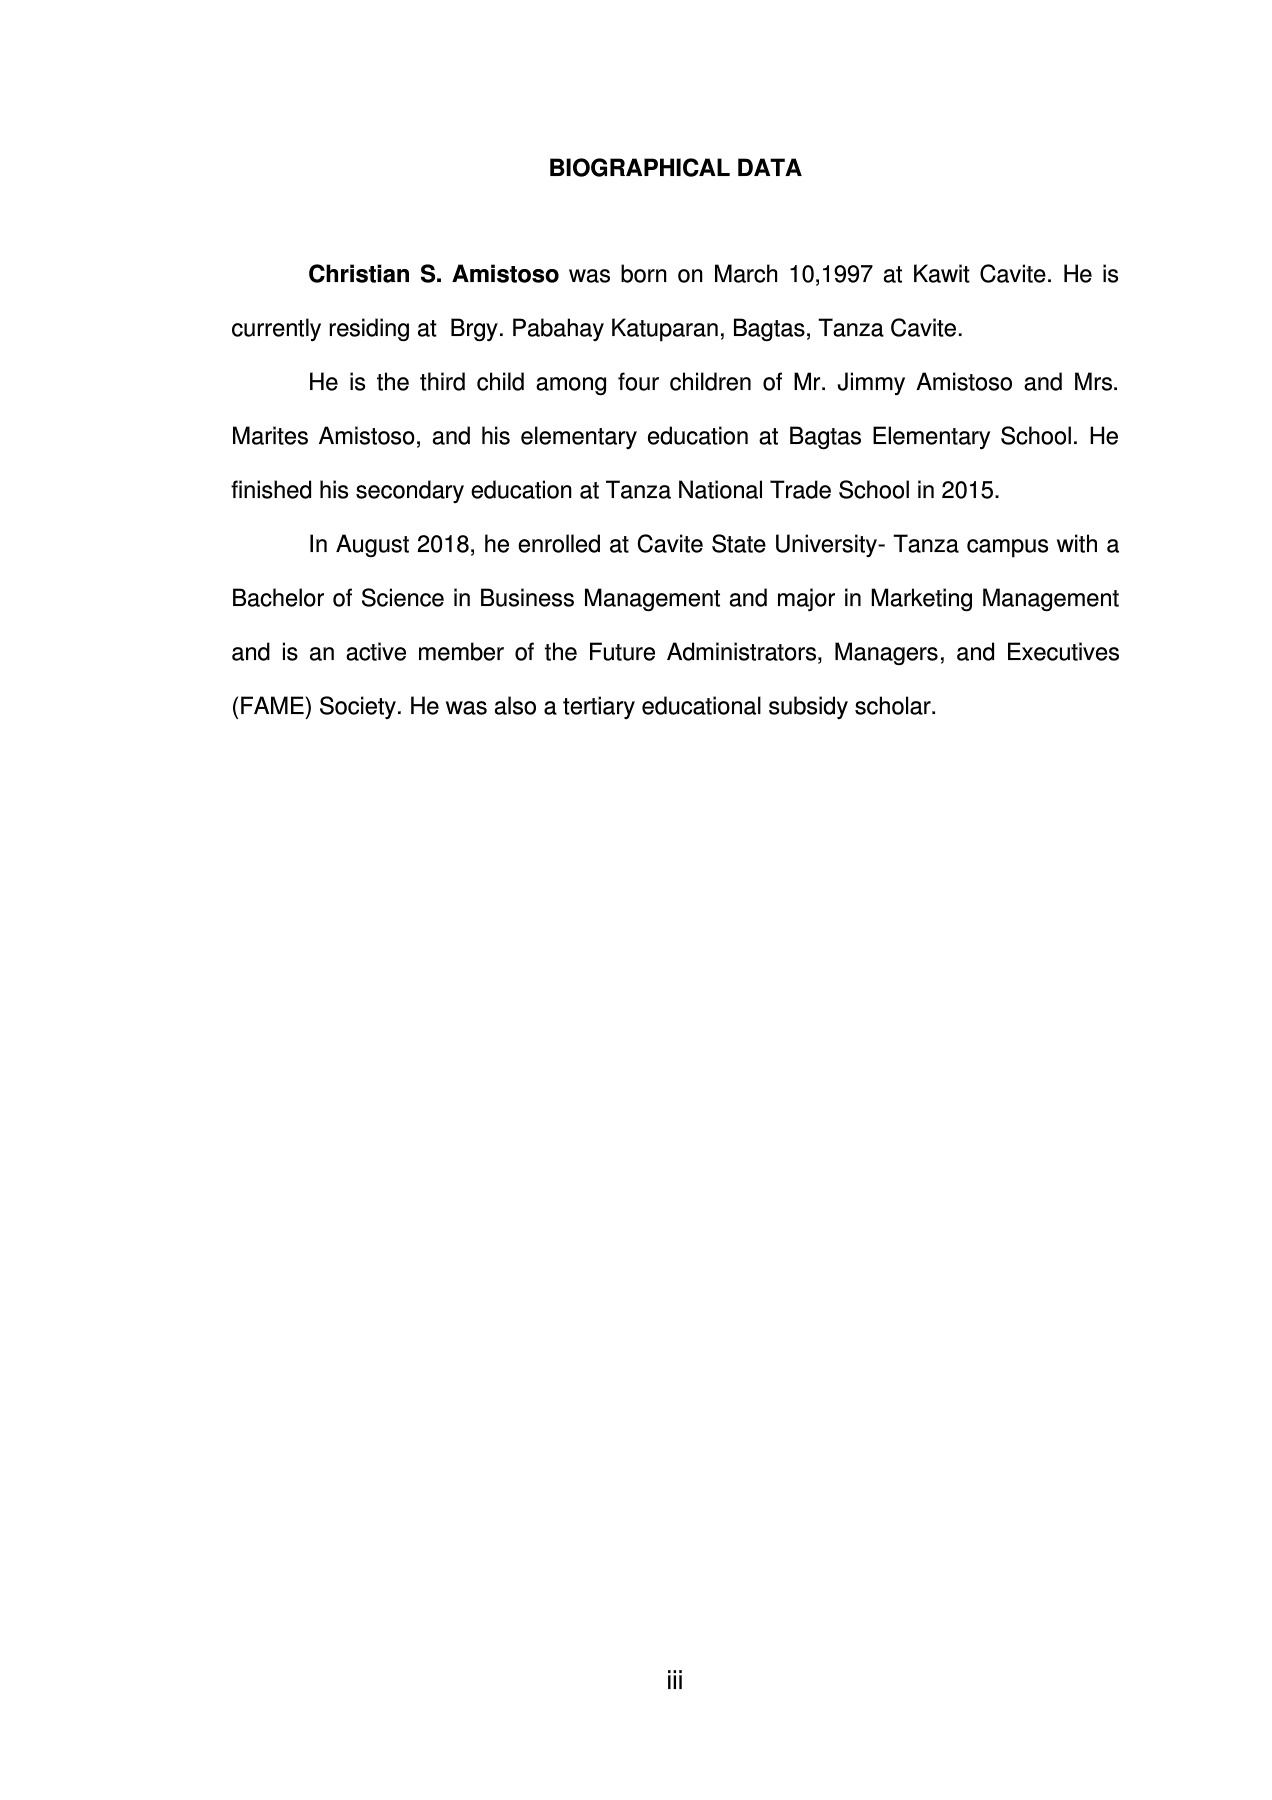 BIOGRAPHICAL DATA
Christian S. Amistoso was born on March 10,1997 at Kawit Cavite. He is
currently residing at  Brgy. Pabahay Katuparan, Bagtas, Tanza Cavite.
He is the third child among four children of Mr. Jimmy Amistoso and Mrs.
Marites Amistoso, and his elementary education at Bagtas Elementary School. He
finished his secondary education at Tanza National Trade School in 2015.
In August 2018, he enrolled at Cavite State University- Tanza campus with a
Bachelor of Science in Business Management and major in Marketing Management
and is an active member of the Future Administrators, Managers, and Executives
(FAME) Society. He was also a tertiary educational subsidy scholar.
iii